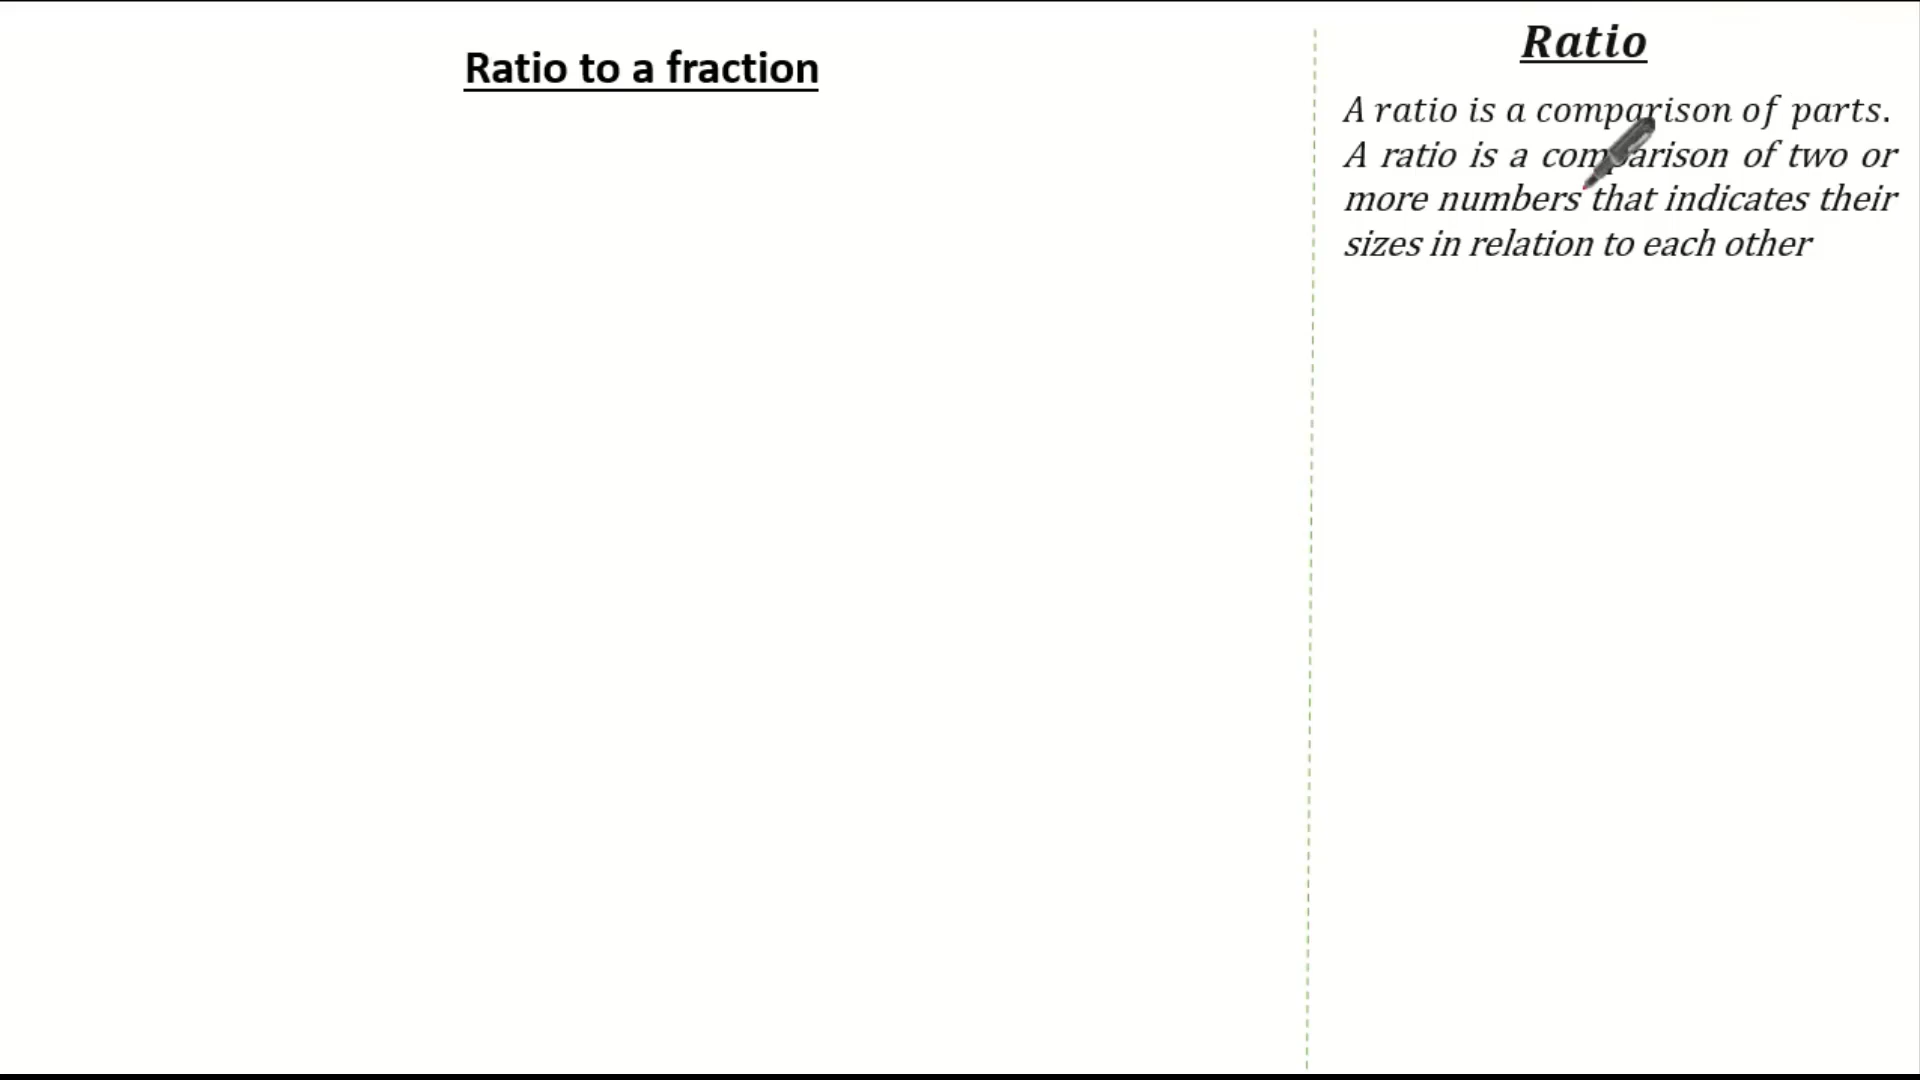 Ratio to a fraction
Ratio
A ratio is a comparison of parts.
A ratio is a comparison of two or
more numbers that indicates their
sizes in relation to each other